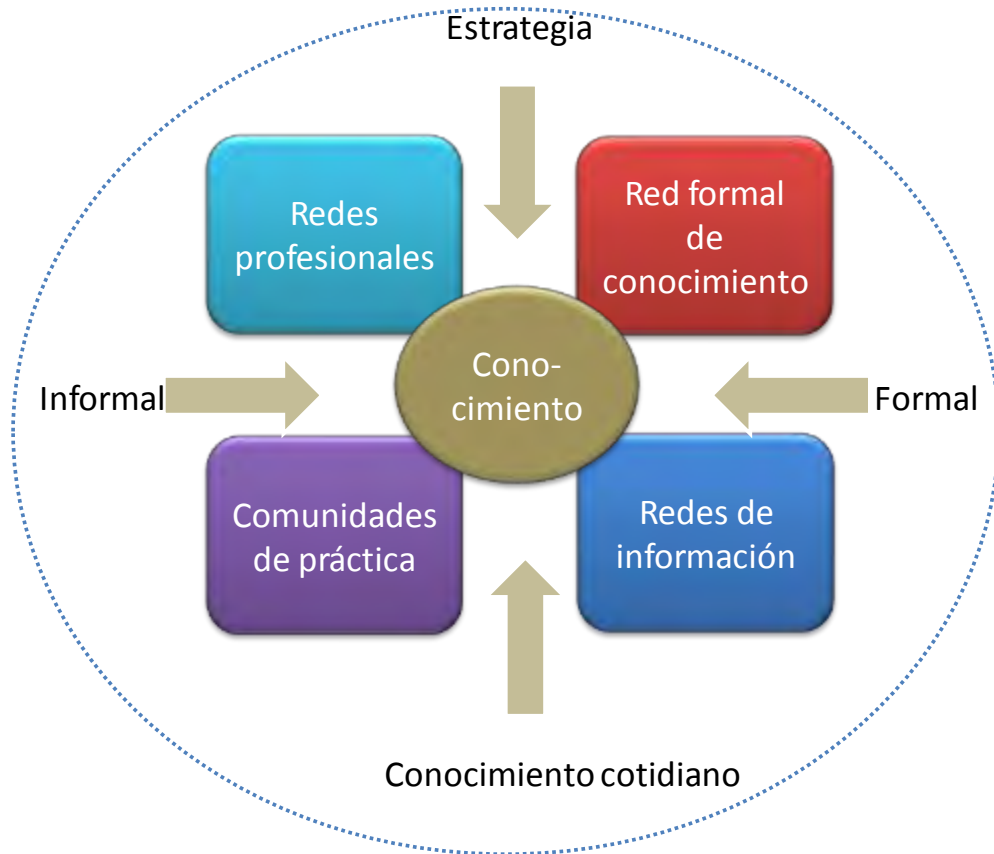 Estrategia
Redes
profesionales
Red formal
de
conocimiento
Informal
Cono-
cimiento
Formal
Comunidades
de práctica
Redes de
información
Conocimiento cotidiano